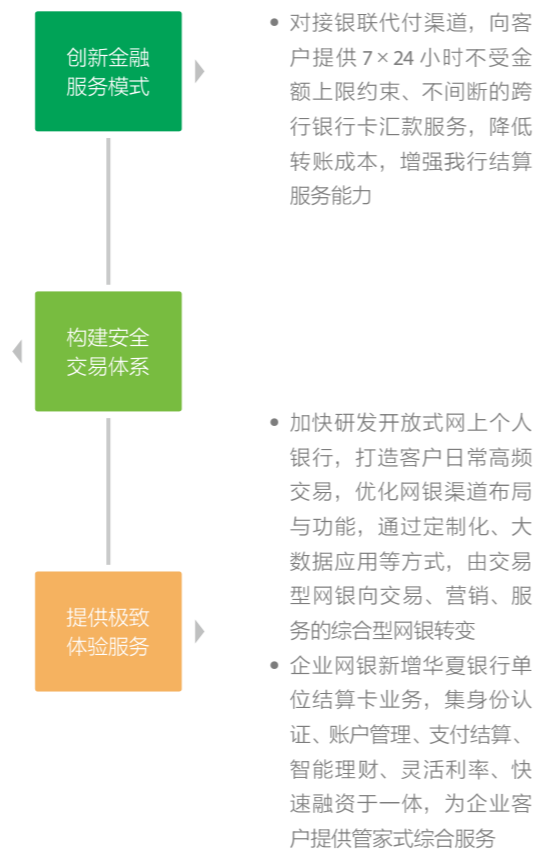 创新金融
服务模式
• 对接银联代付渠道，向客
户提供 7×24 小时不受金
额上限约束、不间断的跨
行银行卡汇款服务，降低
转账成本，增强我行结算
服务能力
构建安全
交易体系
提供极致
体验服务
• 加快研发开放式网上个人
银行，打造客户日常高频
交易，优化网银渠道布局
与功能，通过定制化、大
数据应用等方式，由交易
型网银向交易、营销、服
务的综合型网银转变
• 企业网银新增华夏银行单
位结算卡业务，集身份认
证、账户管理、支付结算、
智能理财、灵活利率、快
速融资于一体，为企业客
户提供管家式综合服务